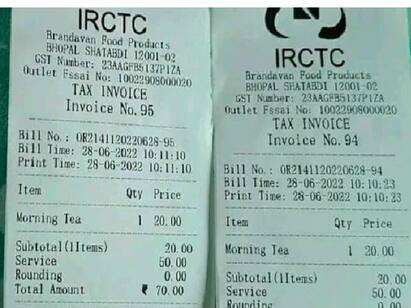 IRCTC
Brandavan Food Products
BHOPAL SHATABDI 12001-02
GST Number: 23AAGFB5137P1ZA
Outlet Fssai No: 10022908000020
TAX INVOICE
Invoice No. 95
Bill No.: OR2141120220628-95
Bill Time: 28-06-2022 10:11:10
Print Time: 28-06-2022 10:11:10
Item Qty Price
Morning Tea 1 20.00
Subtotal(1Items) 20.00
Service 50.00
Rounding 0.00
Total Amount ₹ 70.00
IRCTC
Brandavan Food Products
BHOPAL SHATABDI 12001-02
GST Number: 23AAGFB5137P1ZA
Outlet Fssai No: 10022908000020
TAX INVOICE
Invoice No. 94
Bill No.: OR2141120220628-94
Bill Time: 28-06-2022 10:10:23
Print Time: 28-06-2022 10:10:23
Item Qty Price
Morning Tea 1 20.00
Subtotal(1Items) 20.00
Service 50.00
Rounding 0.00